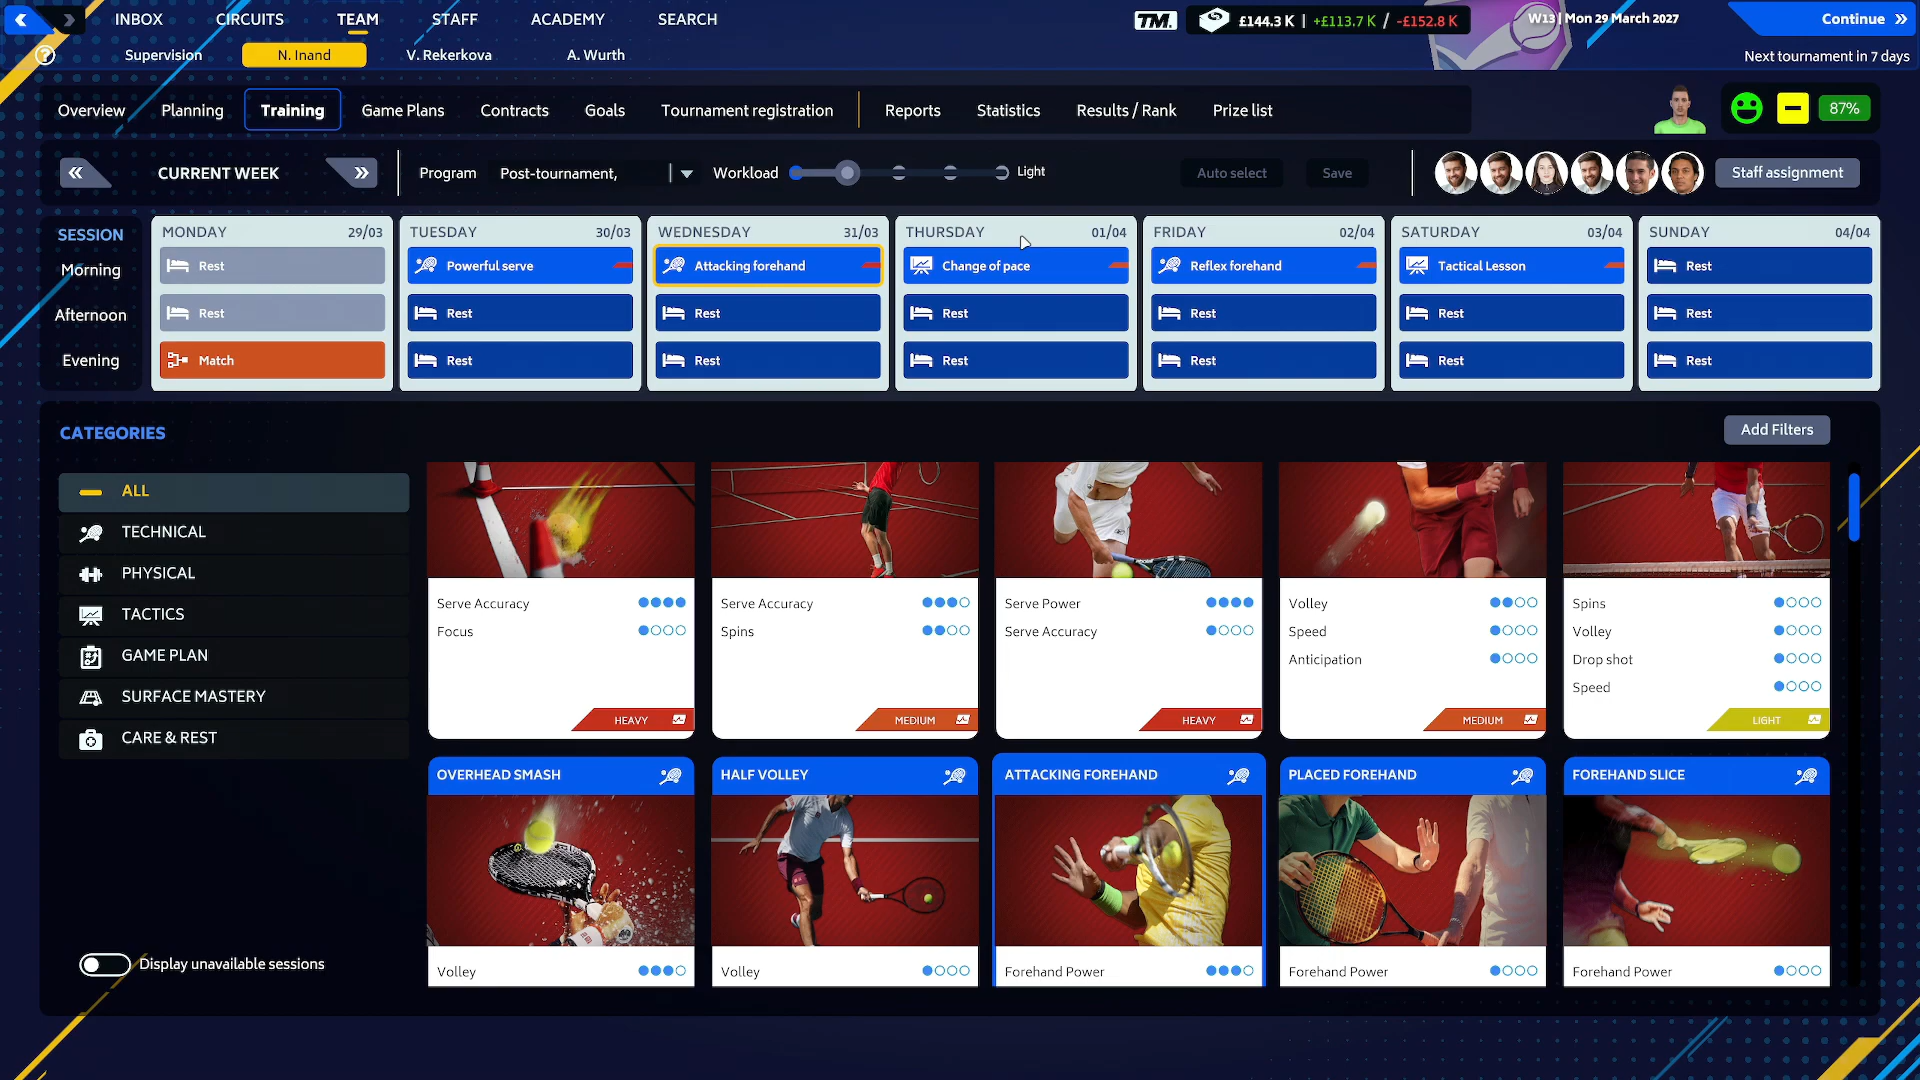 INBOX CIRCUITS TEAM STAFF ACADEMY SEARCH
TM. £144.3 K | +£113.7 K / -£152.8 K
W13 | Mon 29 March 2027
Continue
Supervision N. Inand V. Rekerkova A. Wurth
Next tournament in 7 days
Overview Planning Training Game Plans Contracts Goals Tournament registration Reports Statistics Results / Rank Prize list
87%
CURRENT WEEK
Program Post-tournament, Workload Light
Auto select Save Staff assignment
SESSION
Morning
Afternoon
Evening
MONDAY 29/03
Rest
Rest
Match
TUESDAY 30/03
Powerful serve
Rest
Rest
WEDNESDAY 31/03
Attacking forehand
Rest
Rest
THURSDAY 01/04
Change of pace
Rest
Rest
FRIDAY 02/04
Reflex forehand
Rest
Rest
SATURDAY 03/04
Tactical Lesson
Rest
Rest
SUNDAY 04/04
Rest
Rest
Rest
CATEGORIES
Add Filters
ALL
TECHNICAL
PHYSICAL
TACTICS
GAME PLAN
SURFACE MASTERY
CARE & REST
Display unavailable sessions
Serve Accuracy
Focus
HEAVY
Serve Accuracy
Spins
MEDIUM
Serve Power
Serve Accuracy
HEAVY
Volley
Speed
Anticipation
MEDIUM
Spins
Volley
Drop shot
Speed
LIGHT
OVERHEAD SMASH
Volley
HALF VOLLEY
Volley
ATTACKING FOREHAND
Forehand Power
PLACED FOREHAND
Forehand Power
FOREHAND SLICE
Forehand Power